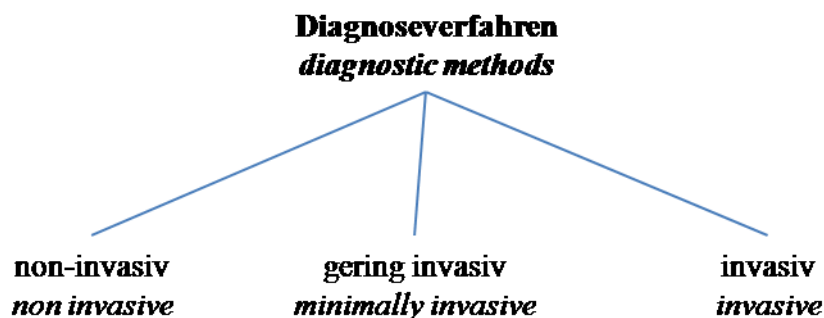 Diagnoseverfahren
diagnostic methods
non-invasiv
non invasive
gering invasiv
minimally invasive
invasiv
invasive